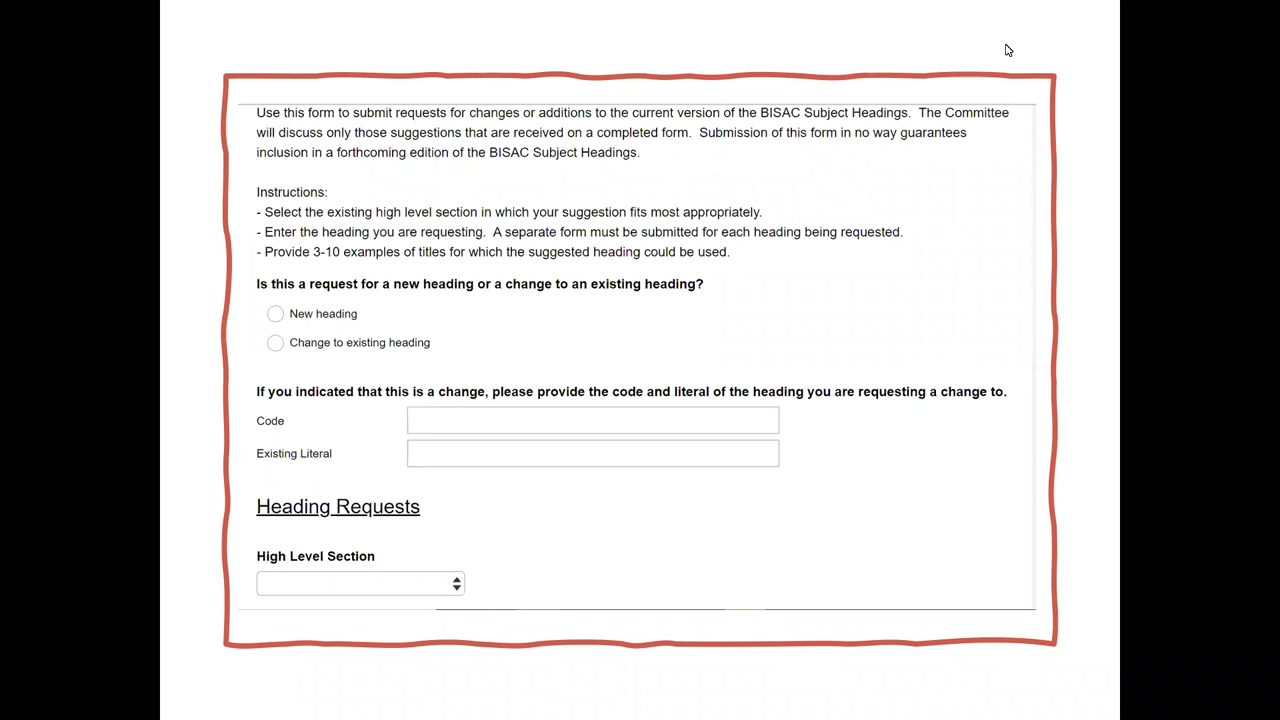 Use this form to submit requests for changes or additions to the current version of the BISAC Subject Headings.  The Committee
will discuss only those suggestions that are received on a completed form.  Submission of this form in no way guarantees
inclusion in a forthcoming edition of the BISAC Subject Headings.
Instructions:
- Select the existing high level section in which your suggestion fits most appropriately.
- Enter the heading you are requesting.  A separate form must be submitted for each heading being requested.
- Provide 3-10 examples of titles for which the suggested heading could be used.
Is this a request for a new heading or a change to an existing heading?
New heading
Change to existing heading
If you indicated that this is a change, please provide the code and literal of the heading you are requesting a change to.
Code
Existing Literal
Heading Requests
High Level Section